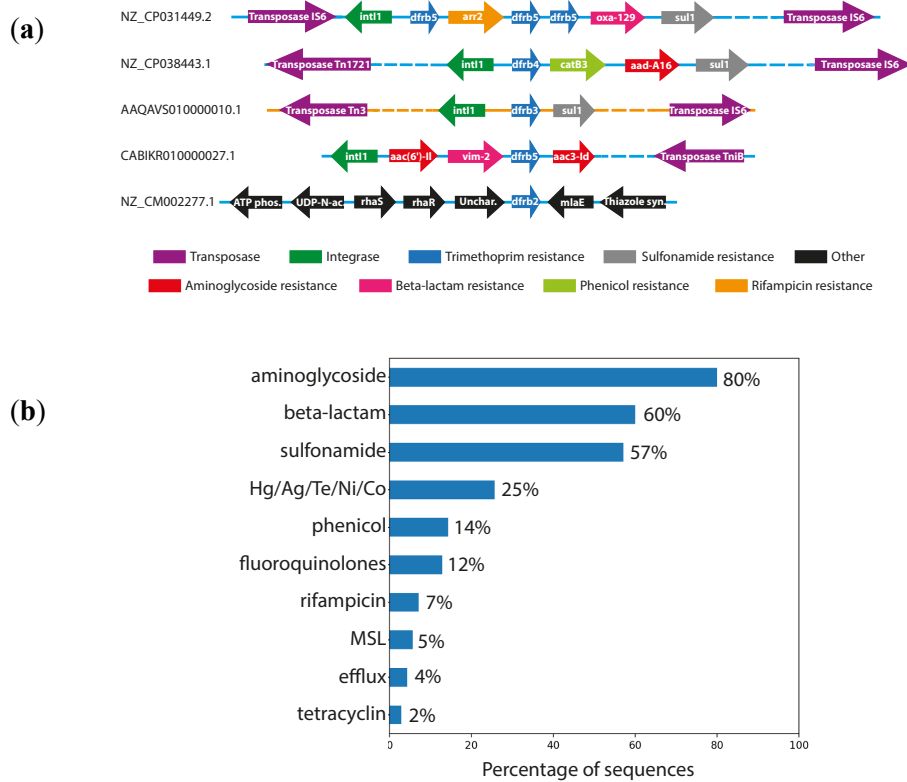 (a)
NZ_CP031449.2 Transposase IS6 intI1 dfrb5 arr2 dfrb5 dfrb5 oxa-129 sul1 Transposase IS6
NZ_CP038443.1 Transposase Tn1721 intI1 dfrb4 catB3 aad-A16 sul1 Transposase IS6
AAQAVS010000010.1 Transposase Tn3 intI1 dfrb3 sul1 Transposase IS6
CABIKR010000027.1 intI1 aac(6')-Il vim-2 dfrb5 aac3-Id Transposase TniB
NZ_CM002277.1 ATP phos. UDP-N-ac rhaS rhaR Unchar. dfrb2 mlaE Thiazole syn.
Transposase Integrase Trimethoprim resistance Sulfonamide resistance Other
Aminoglycoside resistance Beta-lactam resistance Phenicol resistance Rifampicin resistance
(b)
aminoglycoside 80%
beta-lactam 60%
sulfonamide 57%
Hg/Ag/Te/Ni/Co 25%
phenicol 14%
fluoroquinolones 12%
rifampicin 7%
MSL 5%
efflux 4%
tetracyclin 2%
0 20 40 60 80 100
Percentage of sequences